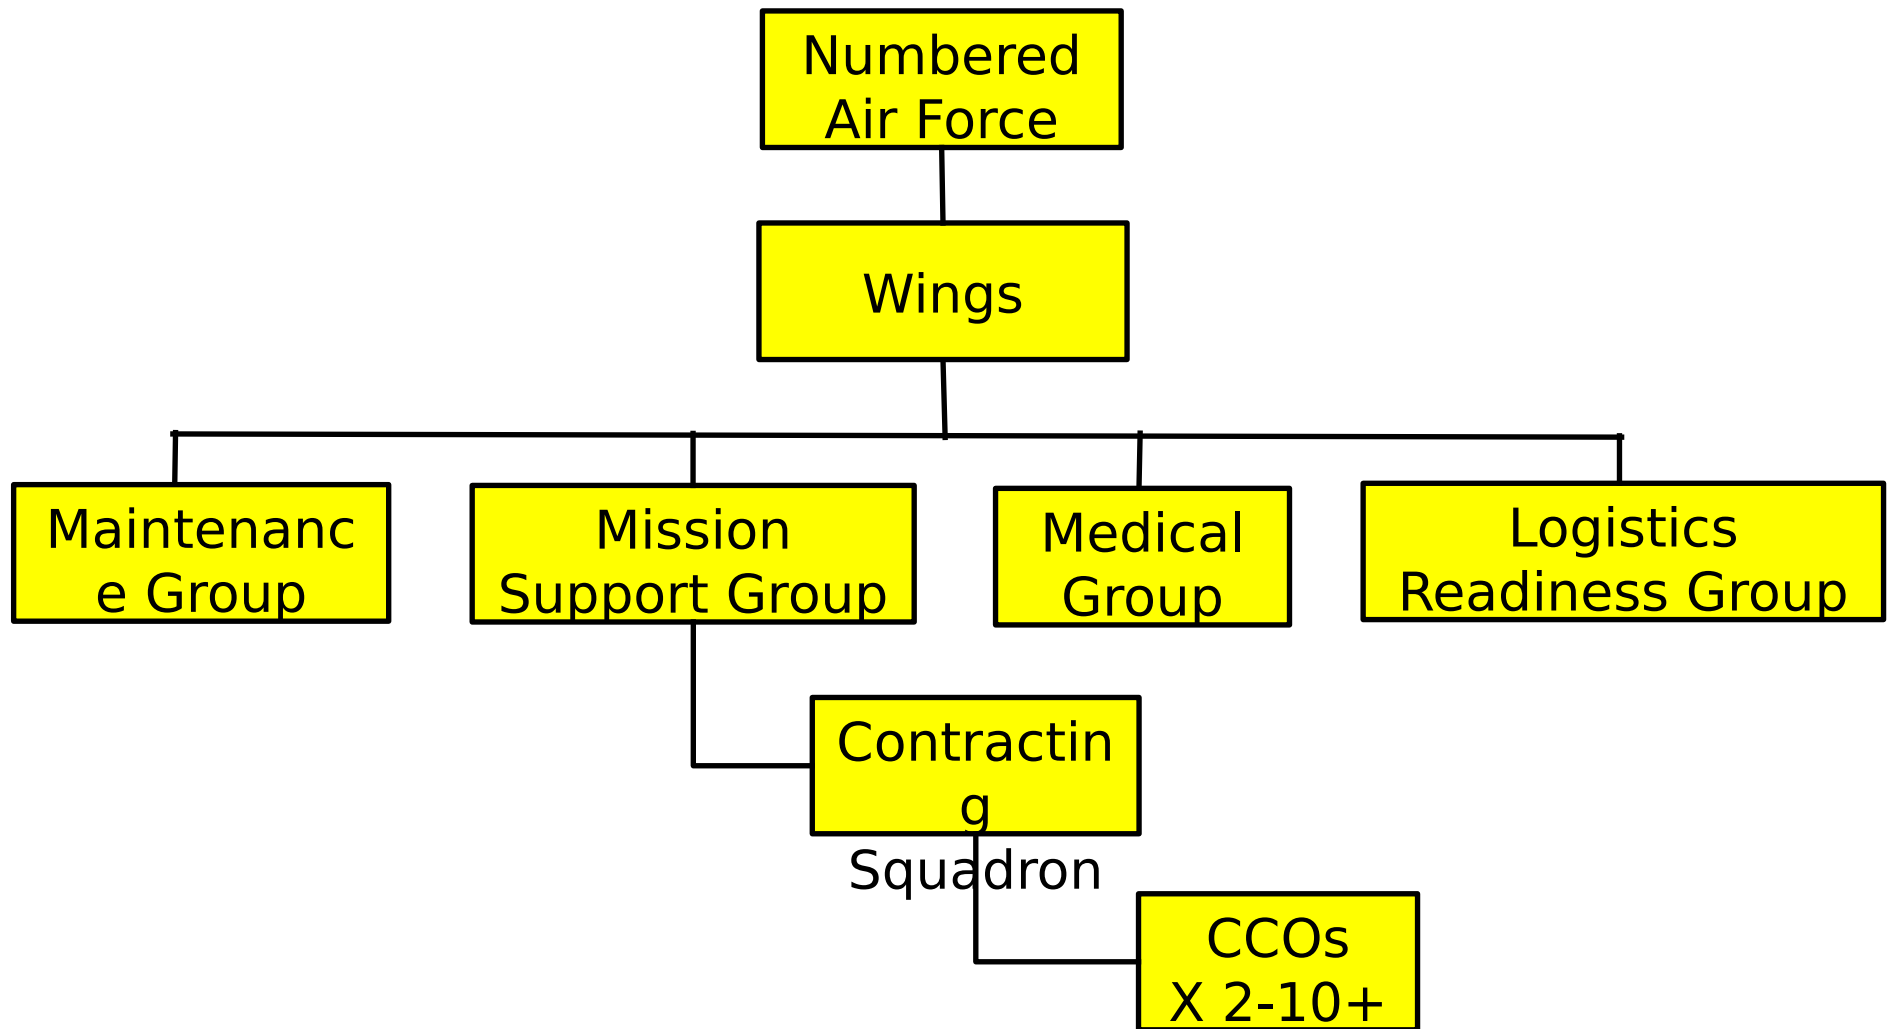 Numbered
Air Force
Wings
Maintenanc
e Group
Mission
Support Group
Medical
Group
Logistics
Readiness Group
Contractin
g
Squadron
CCOs
X 2-10+